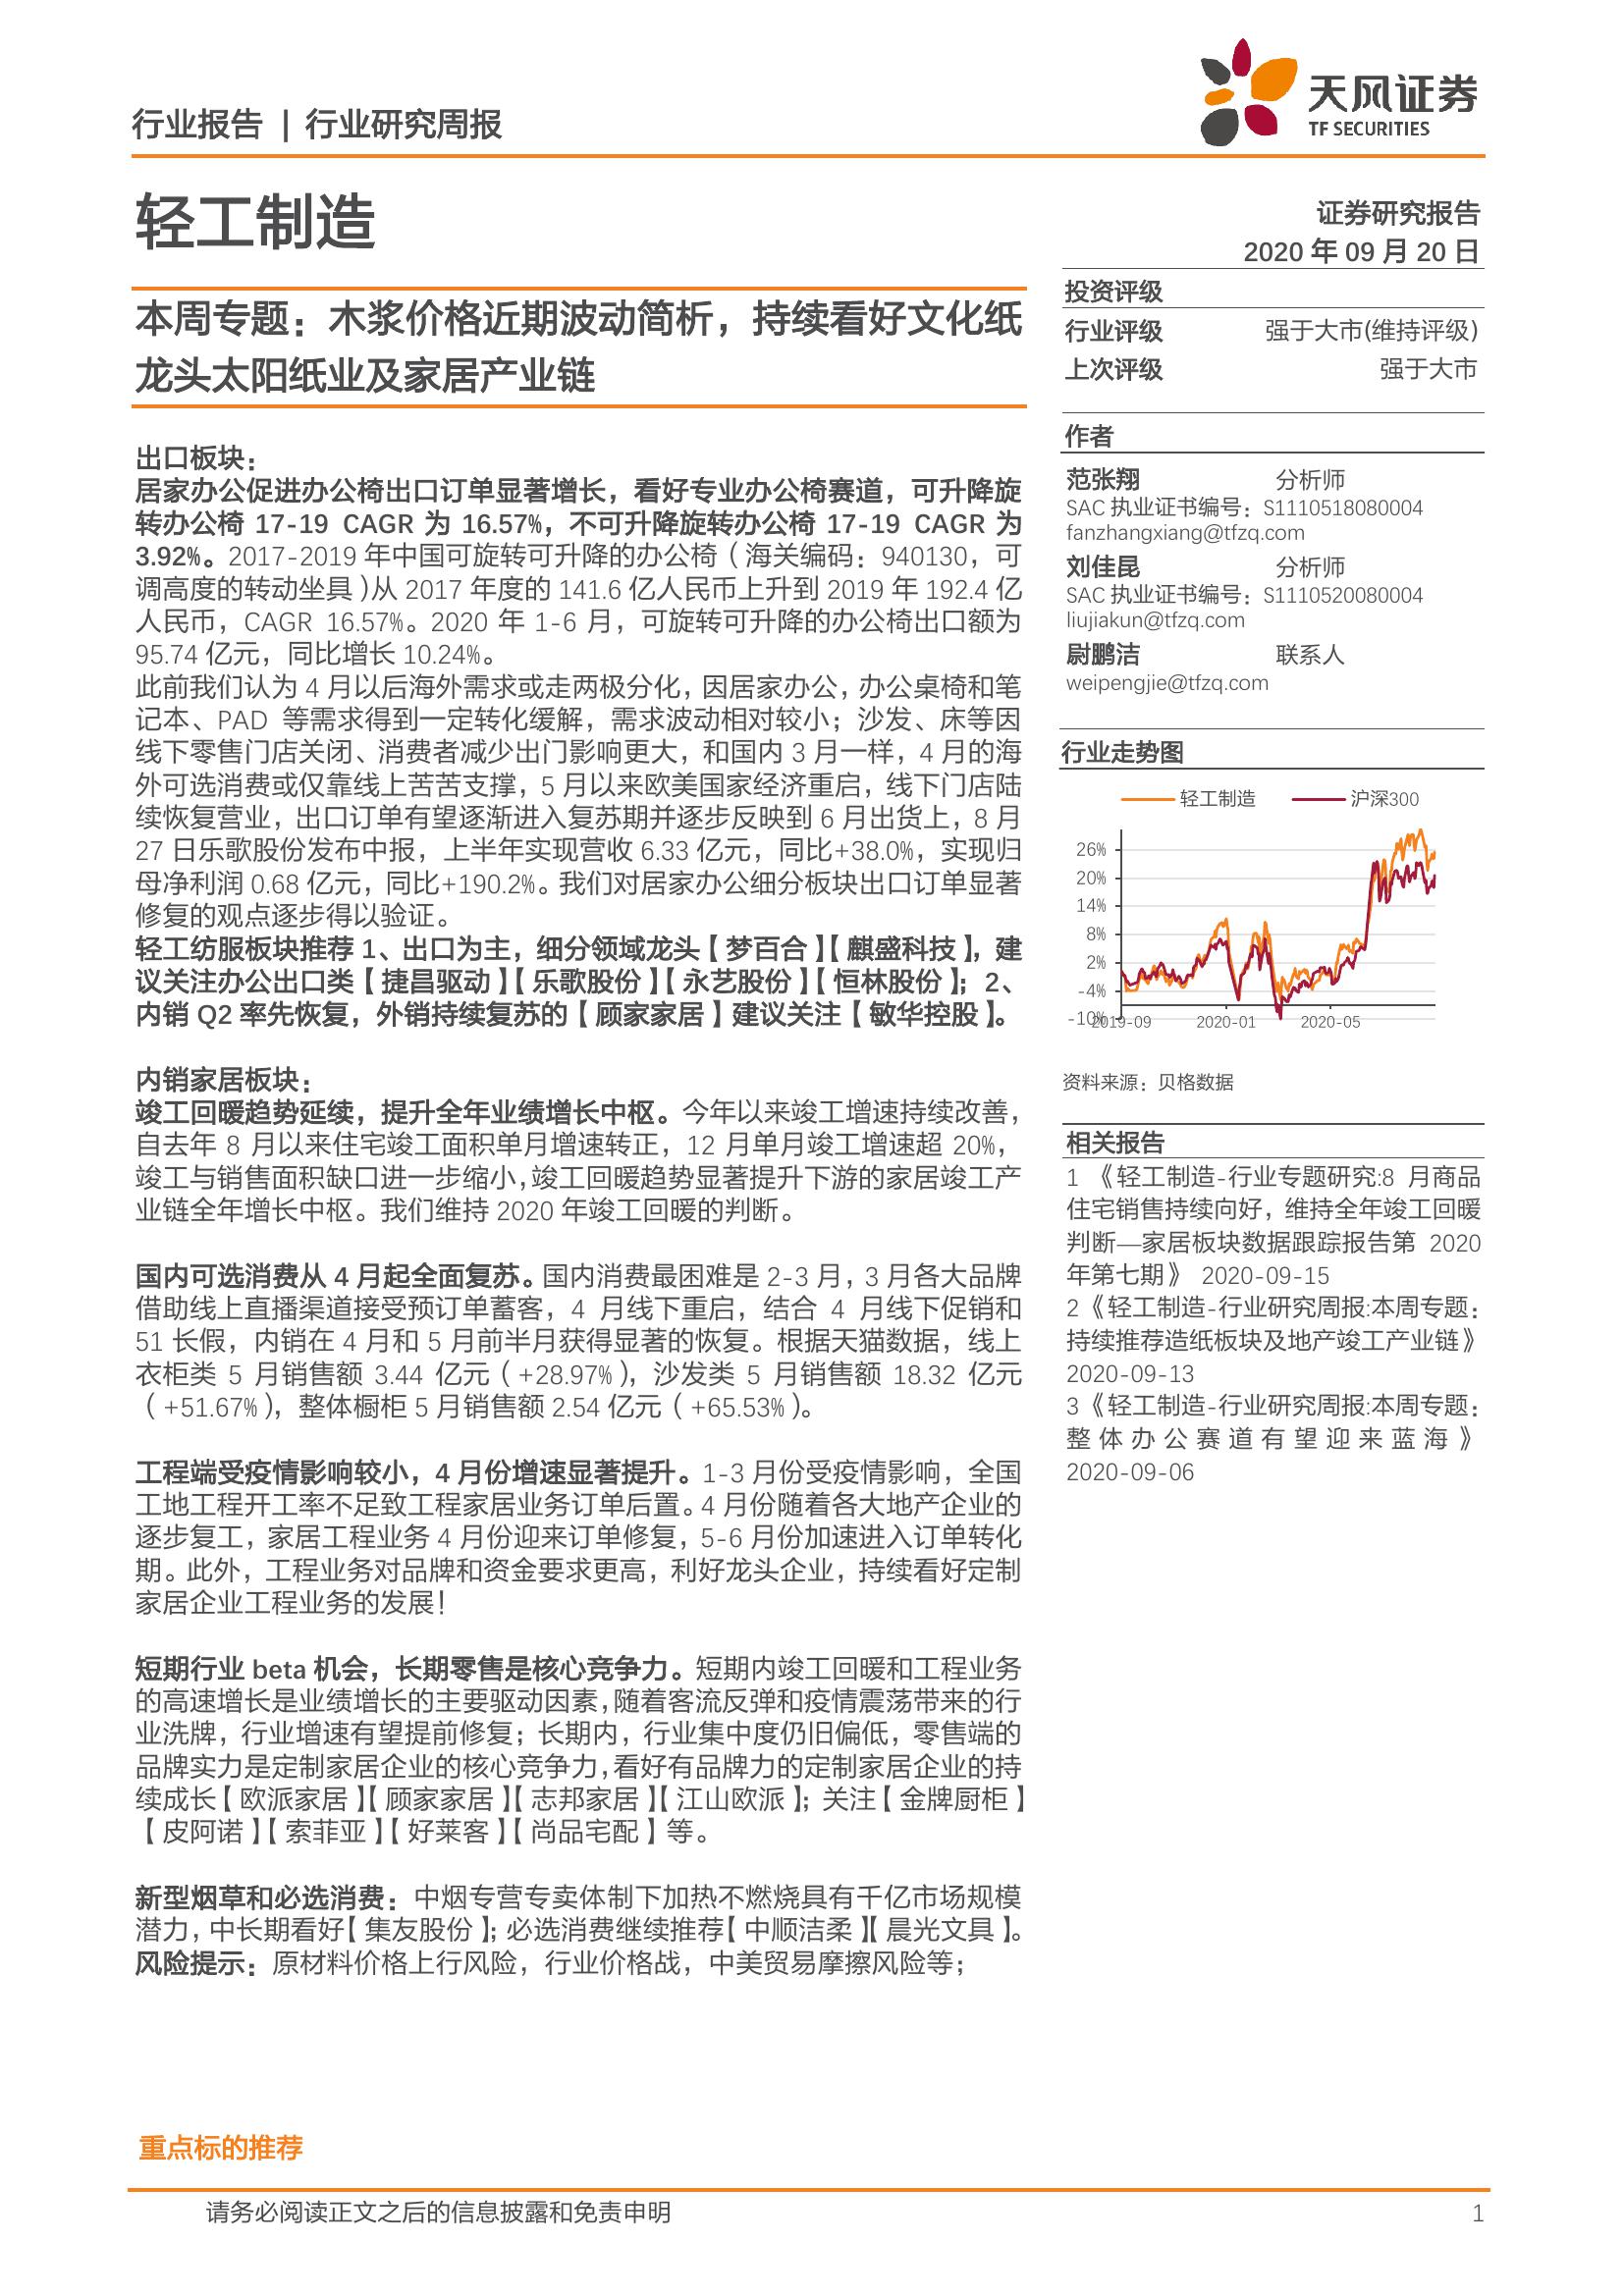 行业报告 | 行业研究周报
天风证券
TF SECURITIES
轻工制造
证券研究报告
2020 年 09 月 20 日
本周专题：木浆价格近期波动简析，持续看好文化纸
龙头太阳纸业及家居产业链
出口板块：
居家办公促进办公椅出口订单显著增长，看好专业办公椅赛道，可升降旋
转办公椅 17-19 CAGR 为 16.57%，不可升降旋转办公椅 17-19 CAGR 为
3.92%。2017-2019 年中国可旋转可升降的办公椅（海关编码：940130，可
调高度的转动坐具）从 2017 年度的 141.6 亿人民币上升到 2019 年 192.4 亿
人民币，CAGR 16.57%。2020 年 1-6 月，可旋转可升降的办公椅出口额为
95.74 亿元，同比增长 10.24%。
此前我们认为 4 月以后海外需求或走两极分化，因居家办公，办公桌椅和笔
记本、PAD 等需求得到一定转化缓解，需求波动相对较小；沙发、床等因
线下零售门店关闭、消费者减少出门影响更大，和国内 3 月一样，4 月的海
外可选消费或仅靠线上苦苦支撑，5 月以来欧美国家经济重启，线下门店陆
续恢复营业，出口订单有望逐渐进入复苏期并逐步反映到 6 月出货上，8 月
27 日乐歌股份发布中报，上半年实现营收 6.33 亿元，同比+38.0%，实现归
母净利润 0.68 亿元，同比+190.2%。我们对居家办公细分板块出口订单显著
修复的观点逐步得以验证。
轻工纺服板块推荐 1、出口为主，细分领域龙头【梦百合】【麒盛科技】，建
议关注办公出口类【捷昌驱动】【乐歌股份】【永艺股份】【恒林股份】；2、
内销 Q2 率先恢复，外销持续复苏的【顾家家居】建议关注【敏华控股】。
内销家居板块：
竣工回暖趋势延续，提升全年业绩增长中枢。今年以来竣工增速持续改善，
自去年 8 月以来住宅竣工面积单月增速转正，12 月单月竣工增速超 20%，
竣工与销售面积缺口进一步缩小，竣工回暖趋势显著提升下游的家居竣工产
业链全年增长中枢。我们维持 2020 年竣工回暖的判断。
国内可选消费从 4 月起全面复苏。国内消费最困难是 2-3 月，3 月各大品牌
借助线上直播渠道接受预订单蓄客，4 月线下重启，结合 4 月线下促销和
51 长假，内销在 4 月和 5 月前半月获得显著的恢复。根据天猫数据，线上
衣柜类 5 月销售额 3.44 亿元（+28.97%），沙发类 5 月销售额 18.32 亿元
（+51.67%），整体橱柜 5 月销售额 2.54 亿元（+65.53%）。
工程端受疫情影响较小，4 月份增速显著提升。1-3 月份受疫情影响，全国
工地工程开工率不足致工程家居业务订单后置。4 月份随着各大地产企业的
逐步复工，家居工程业务 4 月份迎来订单修复，5-6 月份加速进入订单转化
期。此外，工程业务对品牌和资金要求更高，利好龙头企业，持续看好定制
家居企业工程业务的发展！
短期行业 beta 机会，长期零售是核心竞争力。短期内竣工回暖和工程业务
的高速增长是业绩增长的主要驱动因素，随着客流反弹和疫情震荡带来的行
业洗牌，行业增速有望提前修复；长期内，行业集中度仍旧偏低，零售端的
品牌实力是定制家居企业的核心竞争力，看好有品牌力的定制家居企业的持
续成长【欧派家居】【顾家家居】【志邦家居】【江山欧派】；关注【金牌厨柜】
【皮阿诺】【索菲亚】【好莱客】【尚品宅配】等。
新型烟草和必选消费：中烟专营专卖体制下加热不燃烧具有千亿市场规模
潜力，中长期看好【集友股份】；必选消费继续推荐【中顺洁柔】【晨光文具】。
风险提示：原材料价格上行风险，行业价格战，中美贸易摩擦风险等；
重点标的推荐
投资评级
行业评级 强于大市(维持评级)
上次评级 强于大市
作者
范张翔 分析师
SAC 执业证书编号：S1110518080004
fanzhangxiang@tfzq.com
刘佳昆 分析师
SAC 执业证书编号：S1110520080004
liujiakun@tfzq.com
尉鹏洁 联系人
weipengjie@tfzq.com
行业走势图
轻工制造 沪深300
26%
20%
14%
8%
2%
-4%
-10%
2019-09 2020-01 2020-05
资料来源：贝格数据
相关报告
1 《轻工制造-行业专题研究:8 月商品
住宅销售持续向好，维持全年竣工回暖
判断—家居板块数据跟踪报告第 2020
年第七期》 2020-09-15
2《轻工制造-行业研究周报:本周专题：
持续推荐造纸板块及地产竣工产业链》
2020-09-13
3《轻工制造-行业研究周报:本周专题：
整体办公赛道有望迎来蓝海》
2020-09-06
请务必阅读正文之后的信息披露和免责申明 1